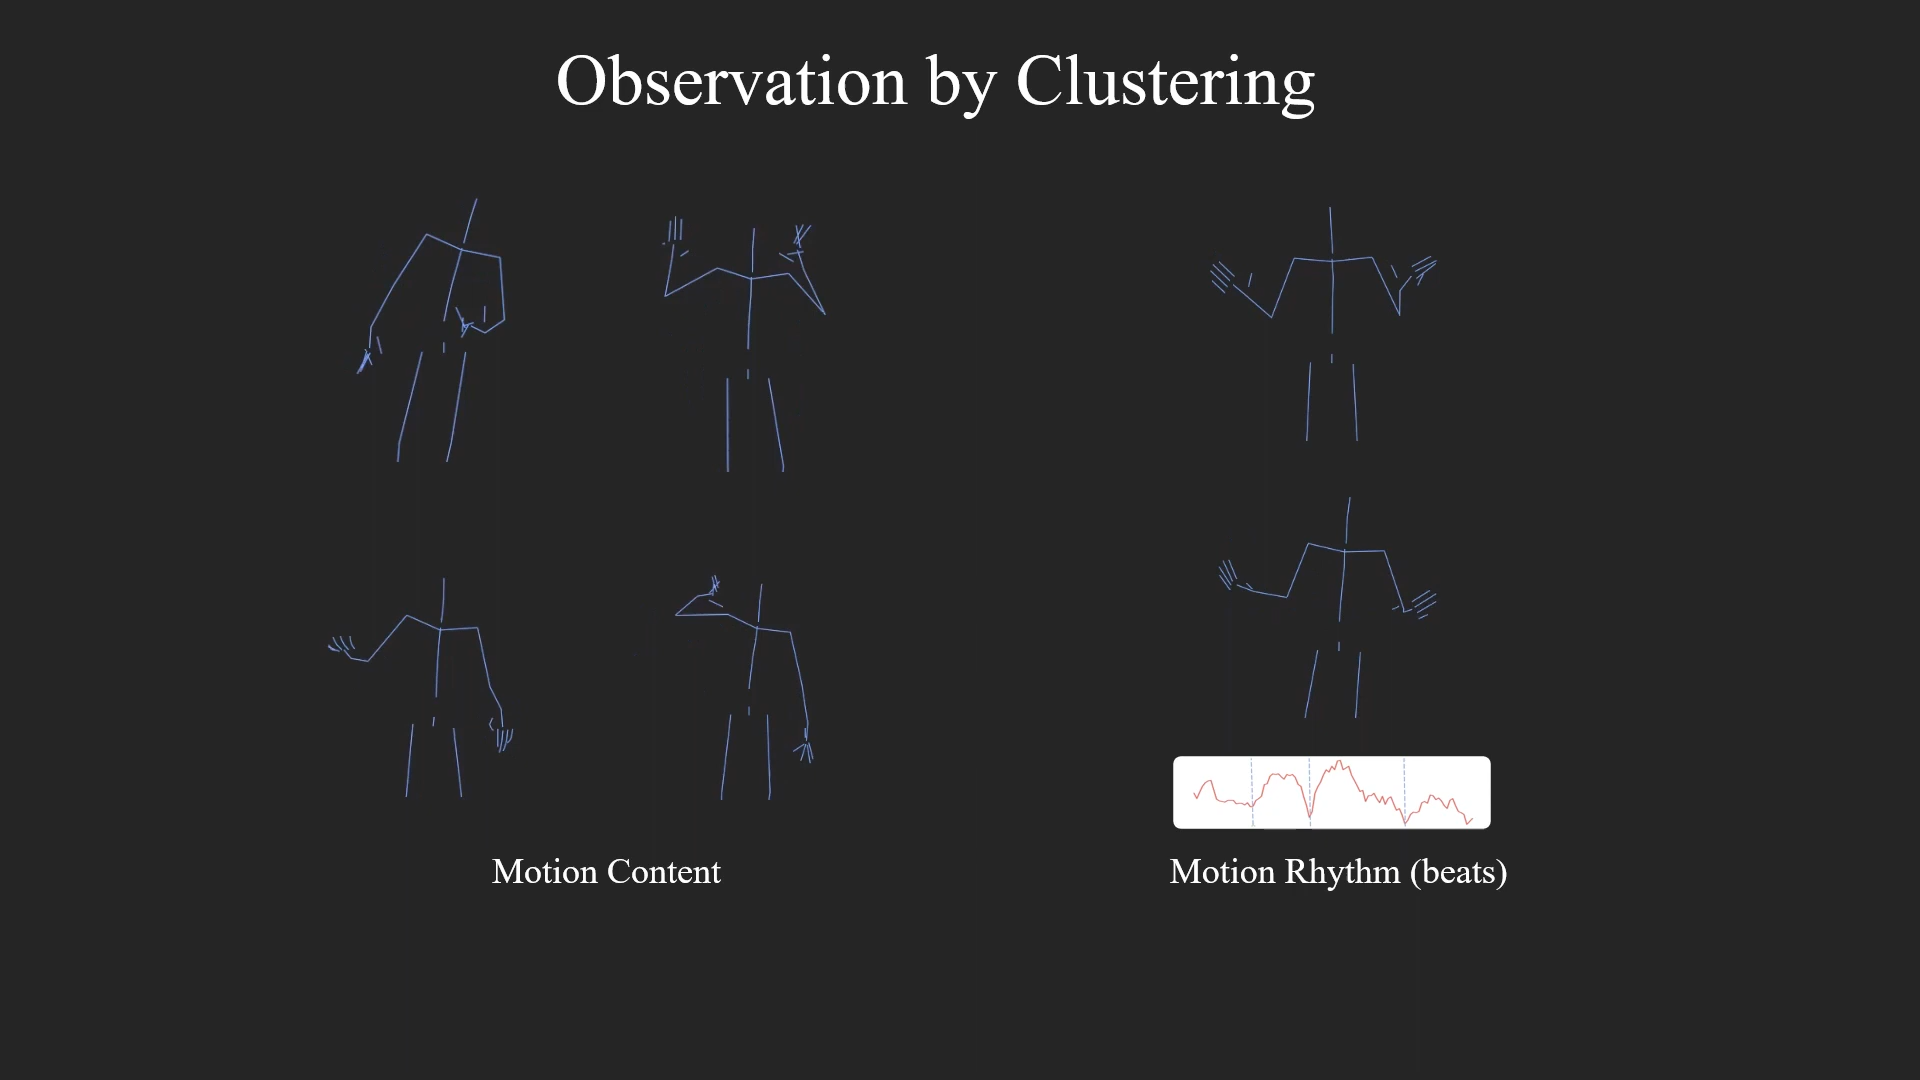 Observation by Clustering
Motion Content
Motion Rhythm (beats)